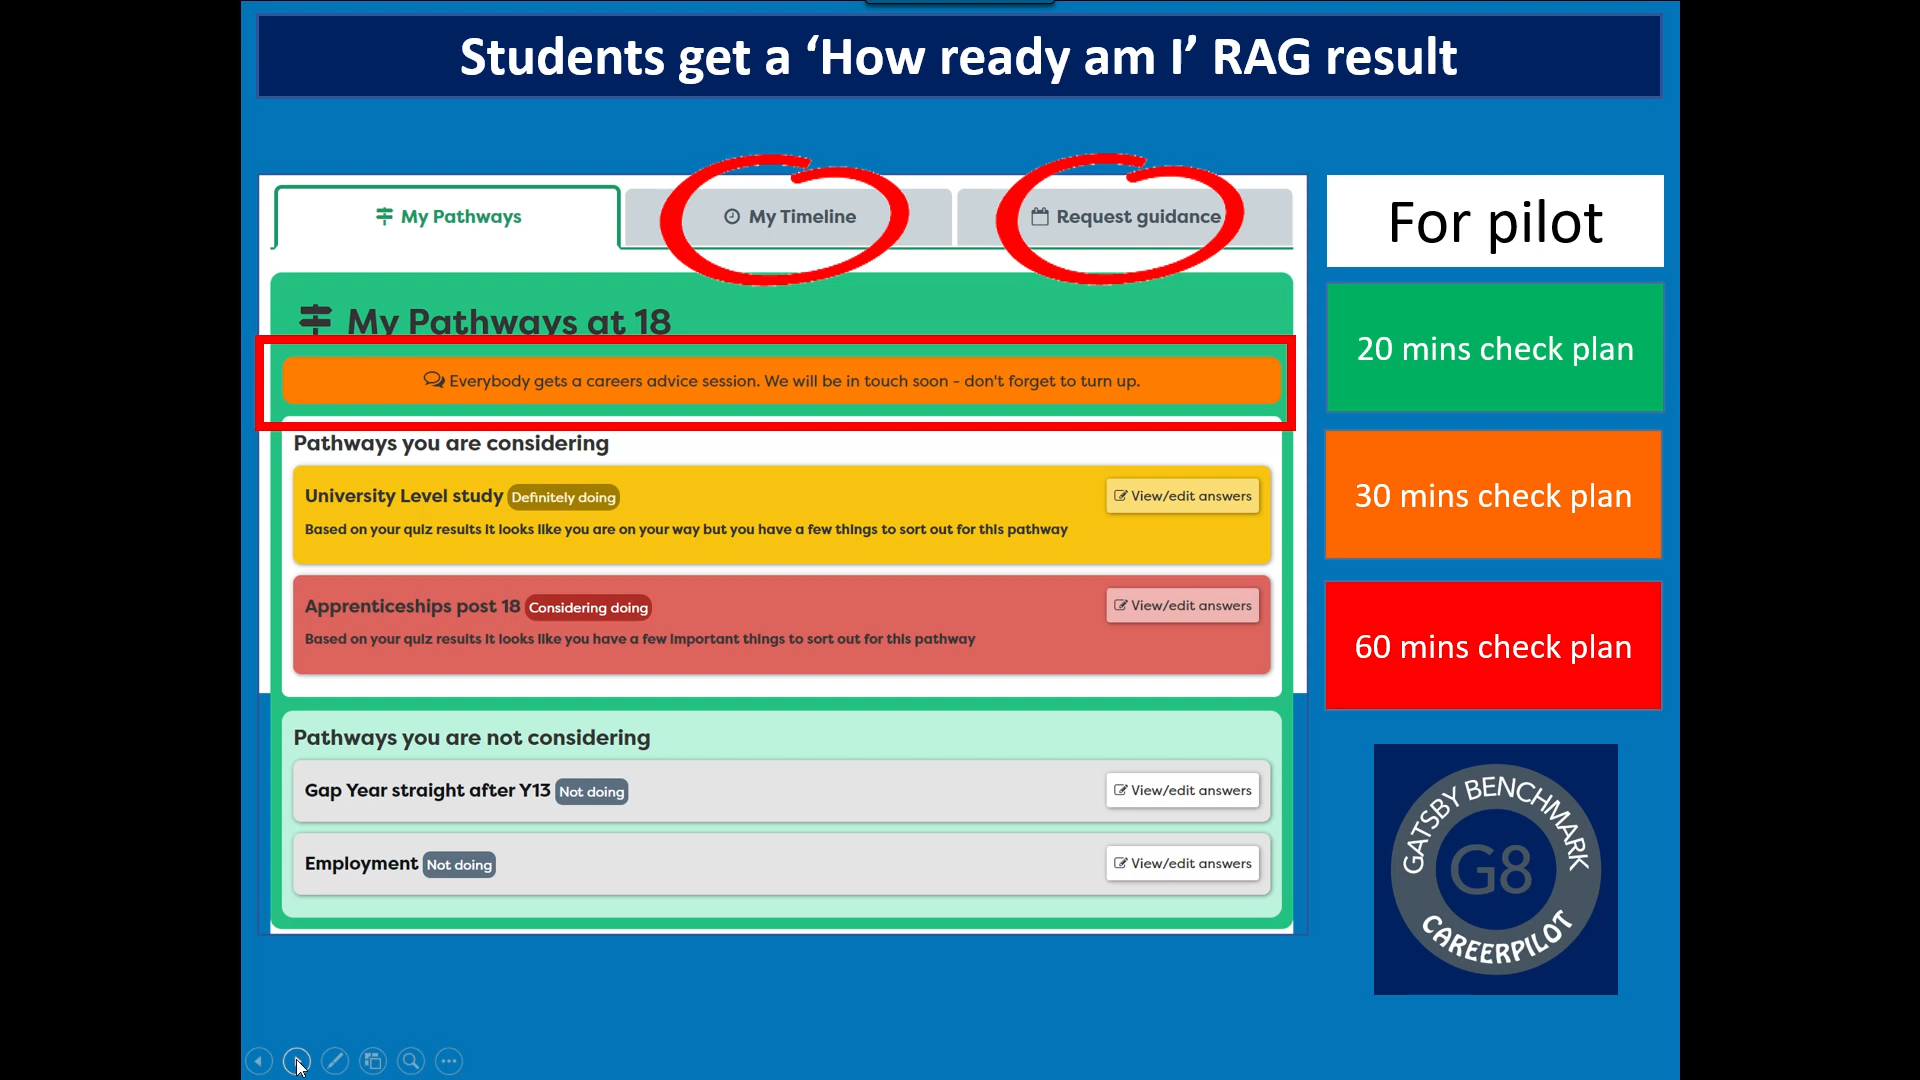 Students get a ‘How ready am I’ RAG result
My Pathways
My Timeline
Request guidance
My Pathways at 18
Everybody gets a careers advice session. We will be in touch soon - don't forget to turn up.
Pathways you are considering
University Level study Definitely doing
View/edit answers
Based on your quiz results it looks like you are on your way but you have a few things to sort out for this pathway
Apprenticeships post 18 Considering doing
View/edit answers
Based on your quiz results it looks like you have a few important things to sort out for this pathway
Pathways you are not considering
Gap Year straight after Y13 Not doing
View/edit answers
Employment Not doing
View/edit answers
For pilot
20 mins check plan
30 mins check plan
60 mins check plan
GATSBY BENCHMARK
G8
CAREERPILOT